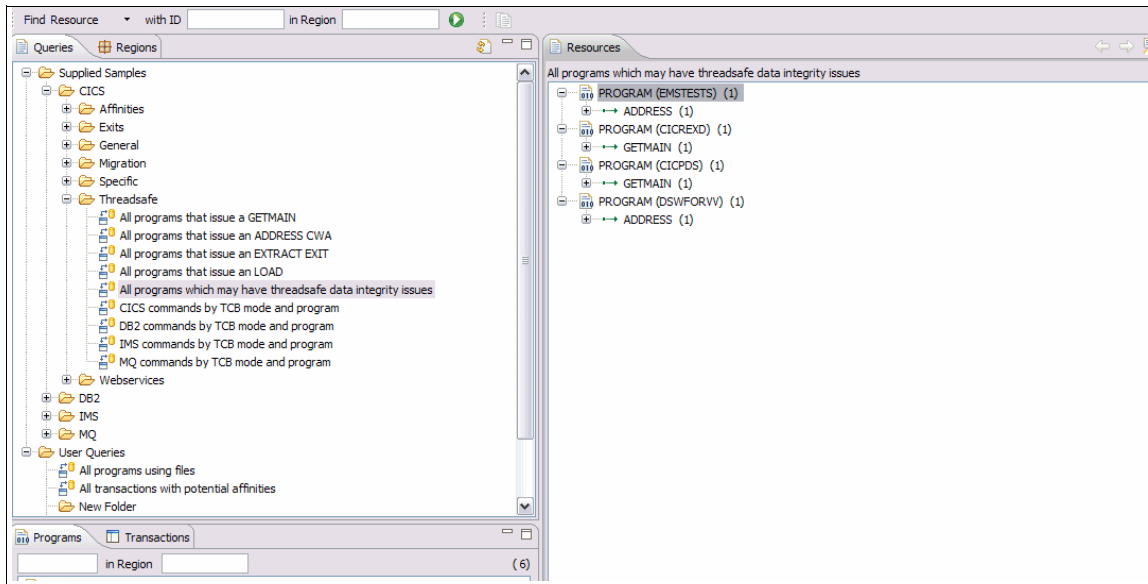 Find Resource with ID in Region
Queries Regions
Supplied Samples
CICS
Affinities
Exits
General
Migration
Specific
Threadsafe
All programs that issue a GETMAIN
All programs that issue an ADDRESS CWA
All programs that issue an EXTRACT EXIT
All programs that issue an LOAD
All programs which may have threadsafe data integrity issues
CICS commands by TCB mode and program
DB2 commands by TCB mode and program
IMS commands by TCB mode and program
MQ commands by TCB mode and program
Webservices
DB2
IMS
MQ
User Queries
All programs using files
All transactions with potential affinities
New Folder
Programs Transactions
in Region (6)
Resources
All programs which may have threadsafe data integrity issues
PROGRAM (EMSTESTS) (1)
ADDRESS (1)
PROGRAM (CICREXD) (1)
GETMAIN (1)
PROGRAM (CICPDS) (1)
GETMAIN (1)
PROGRAM (DSWFORVV) (1)
ADDRESS (1)